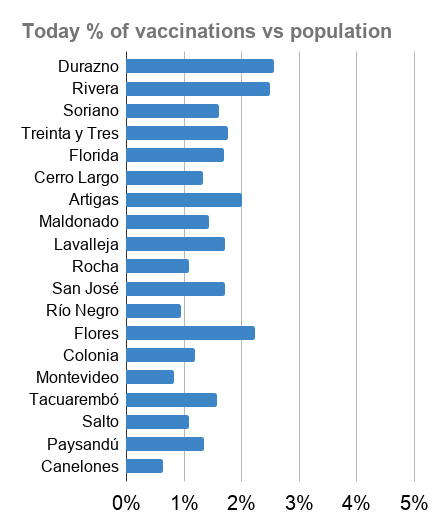 Today % of vaccinations vs population
Durazno
Rivera
Soriano
Treinta y Tres
Florida
Cerro Largo
Artigas
Maldonado
Lavalleja
Rocha
San José
Río Negro
Flores
Colonia
Montevideo
Tacuarembó
Salto
Paysandú
Canelones
0% 1% 2% 3% 4% 5%